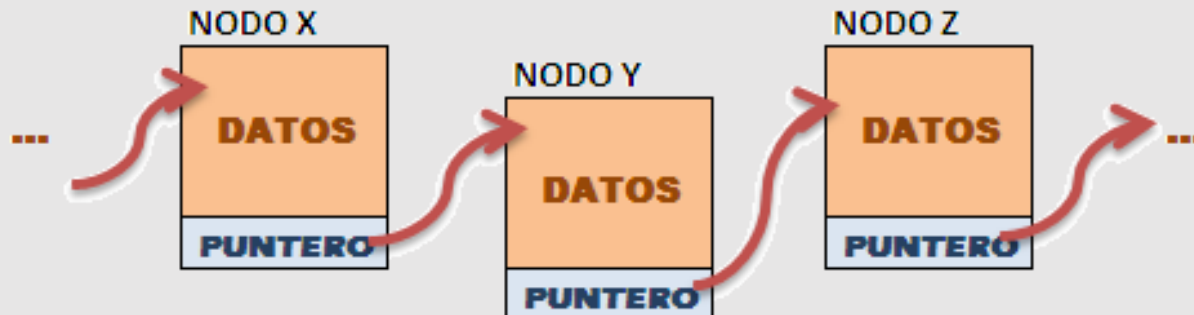 NODO X
NODO Y
NODO Z
...
DATOS
DATOS
DATOS
...
PUNTERO
PUNTERO
PUNTERO